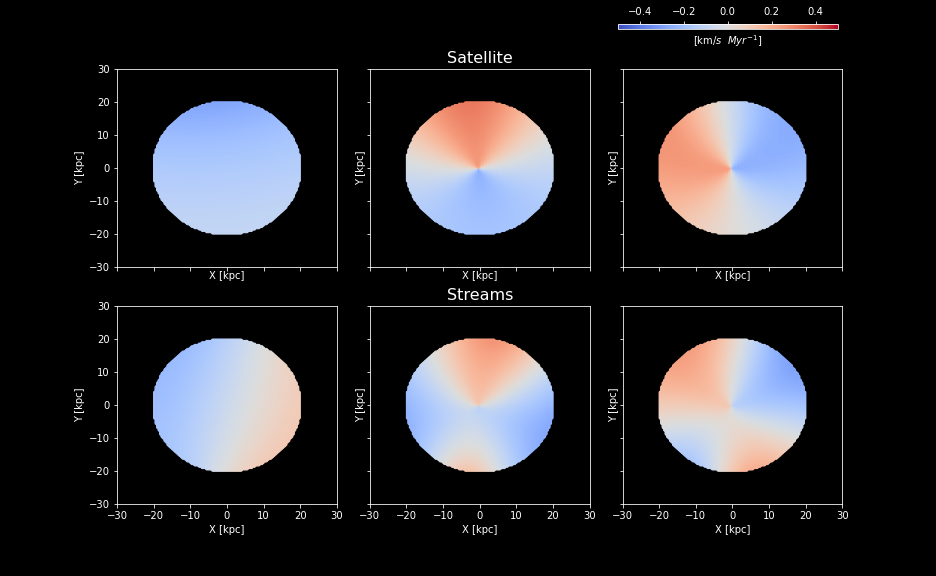 −0.4 −0.2 0.0 0.2 0.4
[km/s Myr⁻¹]
Satellite
30
20
10
0
−10
−20
−30
Y [kpc]
Y [kpc]
Y [kpc]
X [kpc] X [kpc] X [kpc]
Streams
30
20
10
0
−10
−20
−30
Y [kpc]
Y [kpc]
Y [kpc]
−30 −20 −10 0 10 20 30 −30 −20 −10 0 10 20 30 −30 −20 −10 0 10 20 30
X [kpc] X [kpc] X [kpc]